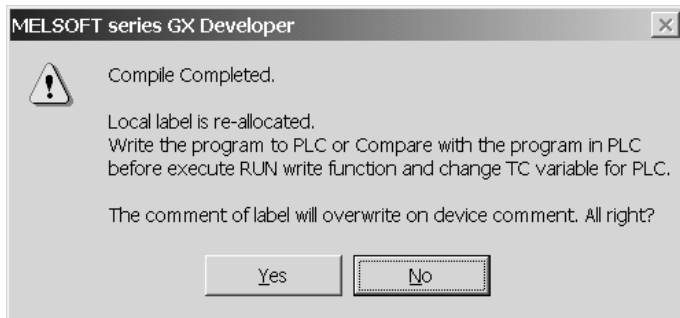 MELSOFT series GX Developer
Compile Completed.
Local label is re-allocated.
Write the program to PLC or Compare with the program in PLC
before execute RUN write function and change TC variable for PLC.
The comment of label will overwrite on device comment. All right?
Yes
No